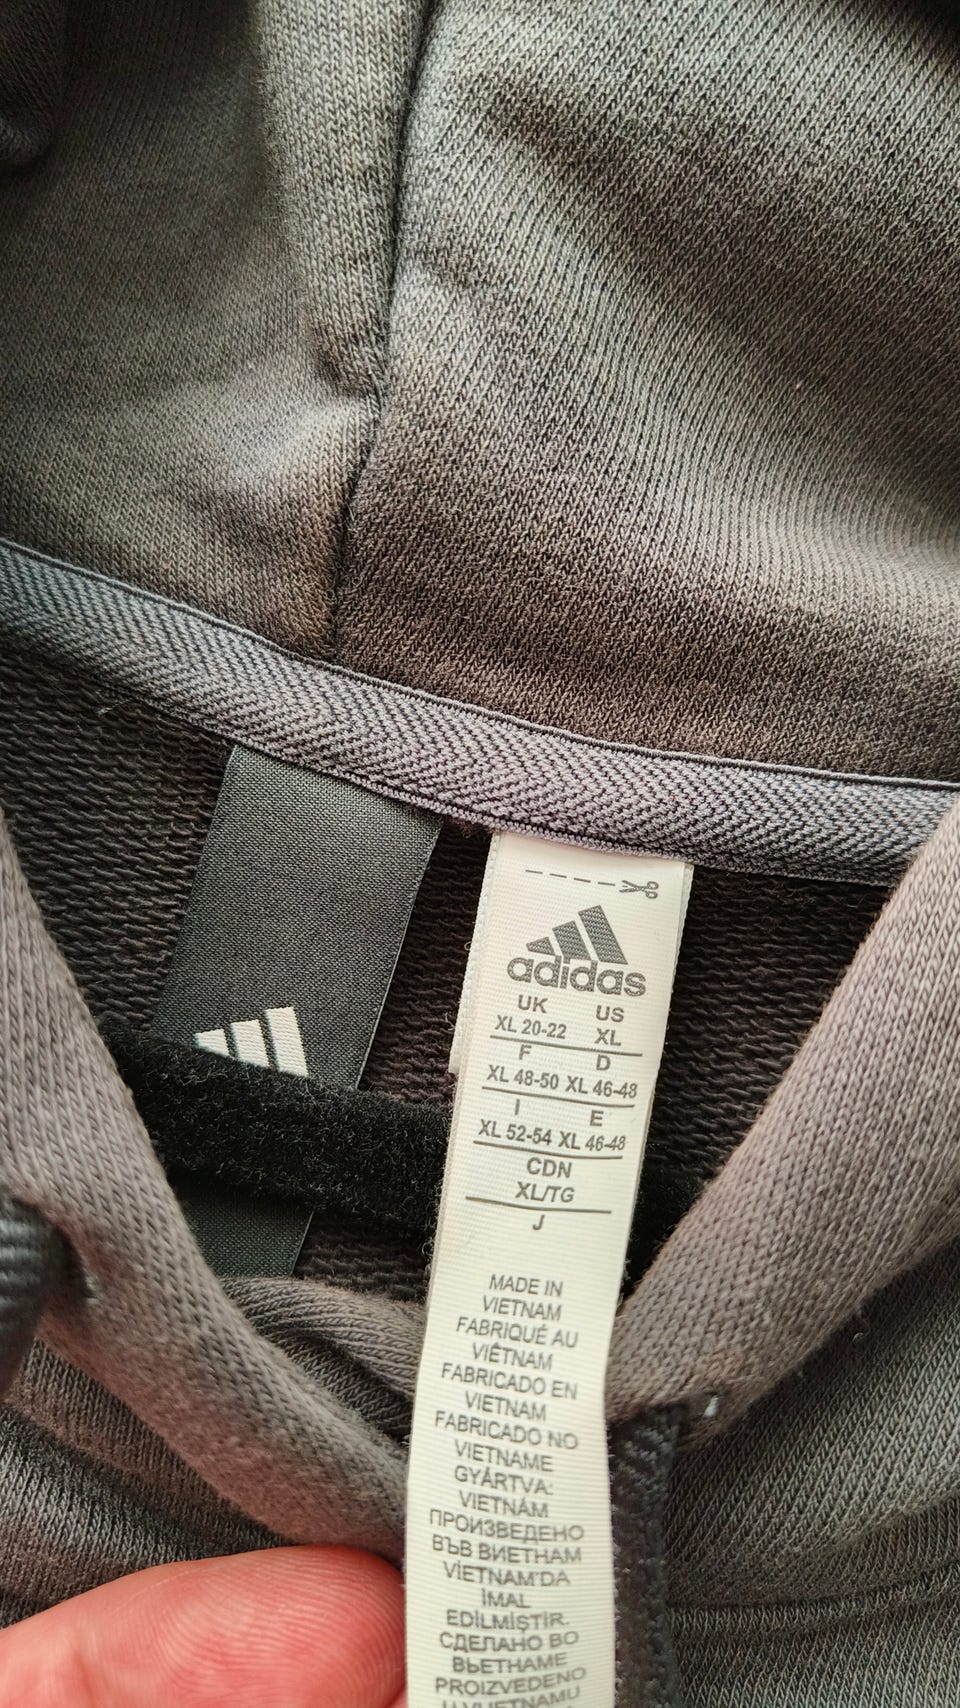 adidas
UK US
XL 20-22 XL
F D
XL 48-50 XL 46-48
I E
XL 52-54 XL 46-48
CDN
XL/TG
J
MADE IN
VIETNAM
FABRIQUÉ AU
VIÊTNAM
FABRICADO EN
VIETNAM
FABRICADO NO
VIETNAME
GYÁRTVA:
VIETNÁM
ПРОИЗВЕДЕНО
ВЪВ ВИЕТНАМ
VİETNAM'DA
İMAL
EDİLMİŞTİR.
СДЕЛАНО ВО
ВЬЕТНАМЕ
PROIZVEDENO
U VIJETNAMU